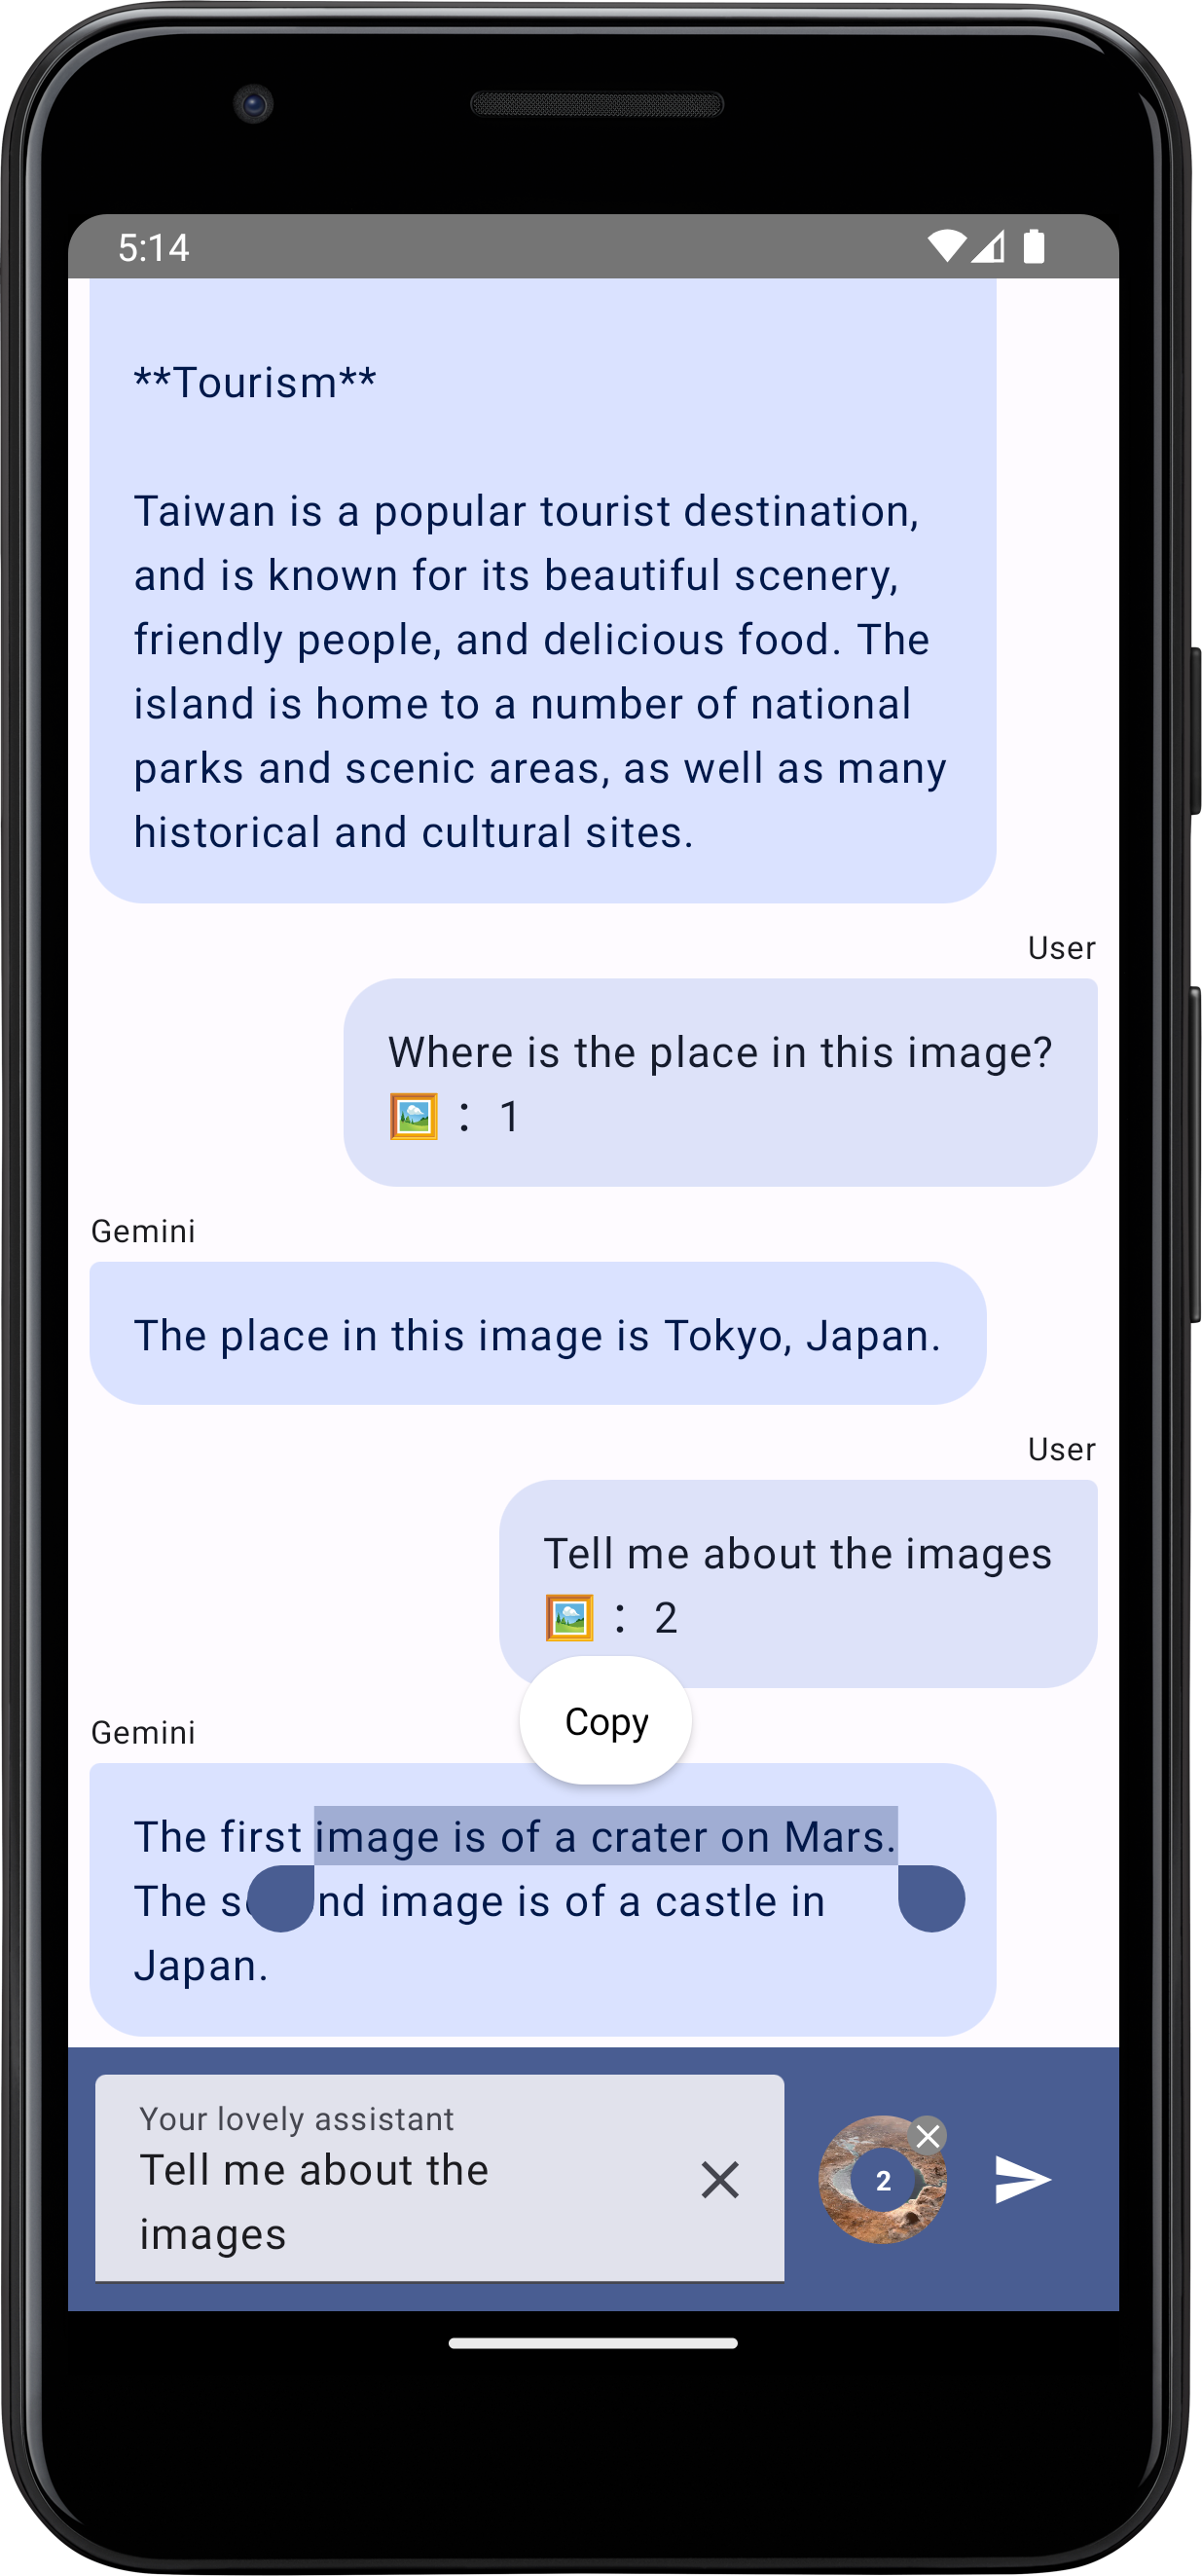 5:14
**Tourism**
Taiwan is a popular tourist destination,
and is known for its beautiful scenery,
friendly people, and delicious food. The
island is home to a number of national
parks and scenic areas, as well as many
historical and cultural sites.
User
Where is the place in this image?
🖼️ : 1
Gemini
The place in this image is Tokyo, Japan.
User
Tell me about the images
🖼️ : 2
Copy
Gemini
The first image is of a crater on Mars.
The s nd image is of a castle in
Japan.
Your lovely assistant
Tell me about the
images
2